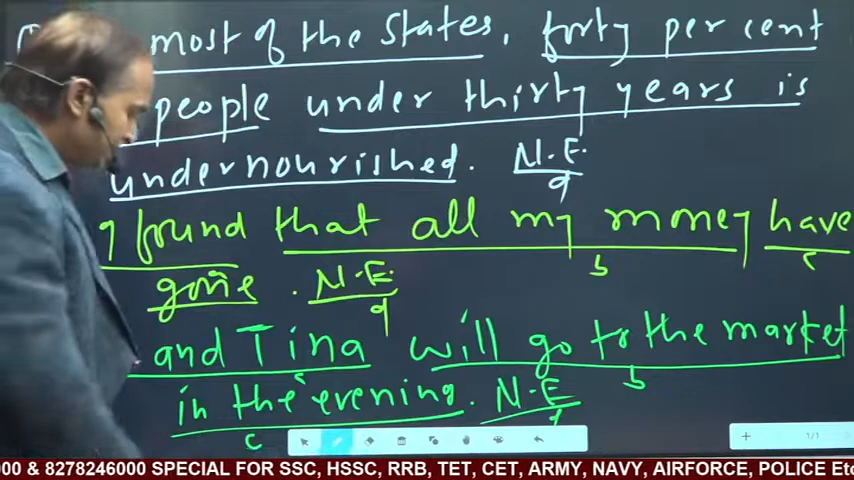 most of the States, forty per cent
people under thirty years is
undernourished. N.E.
d
I found that all my money have
b c
gone. N.E.
d
and Tina will go to the market
b
in the evening. N.E
c d
1/1
000 & 8278246000 SPECIAL FOR SSC, HSSC, RRB, TET, CET, ARMY, NAVY, AIRFORCE, POLICE Etc